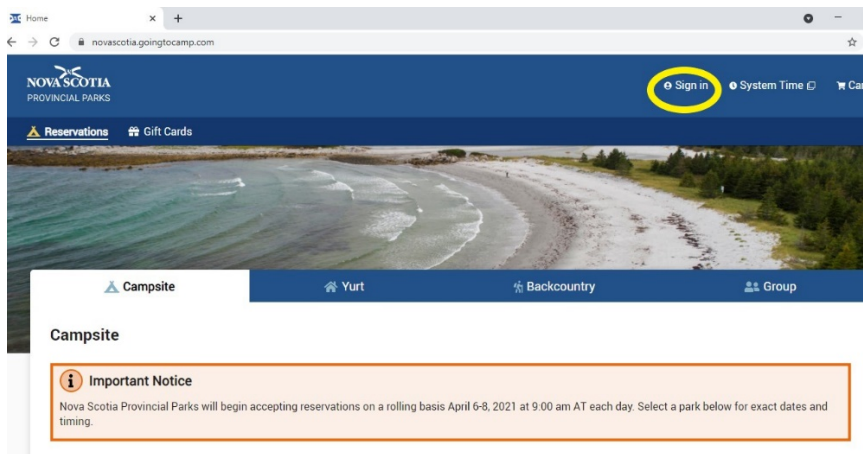 Home
novascotia.goingtocamp.com
NOVA SCOTIA
PROVINCIAL PARKS
Sign in
System Time
Reservations
Gift Cards
Campsite
Yurt
Backcountry
Group
Campsite
Important Notice
Nova Scotia Provincial Parks will begin accepting reservations on a rolling basis April 6-8, 2021 at 9:00 am AT each day. Select a park below for exact dates and
timing.